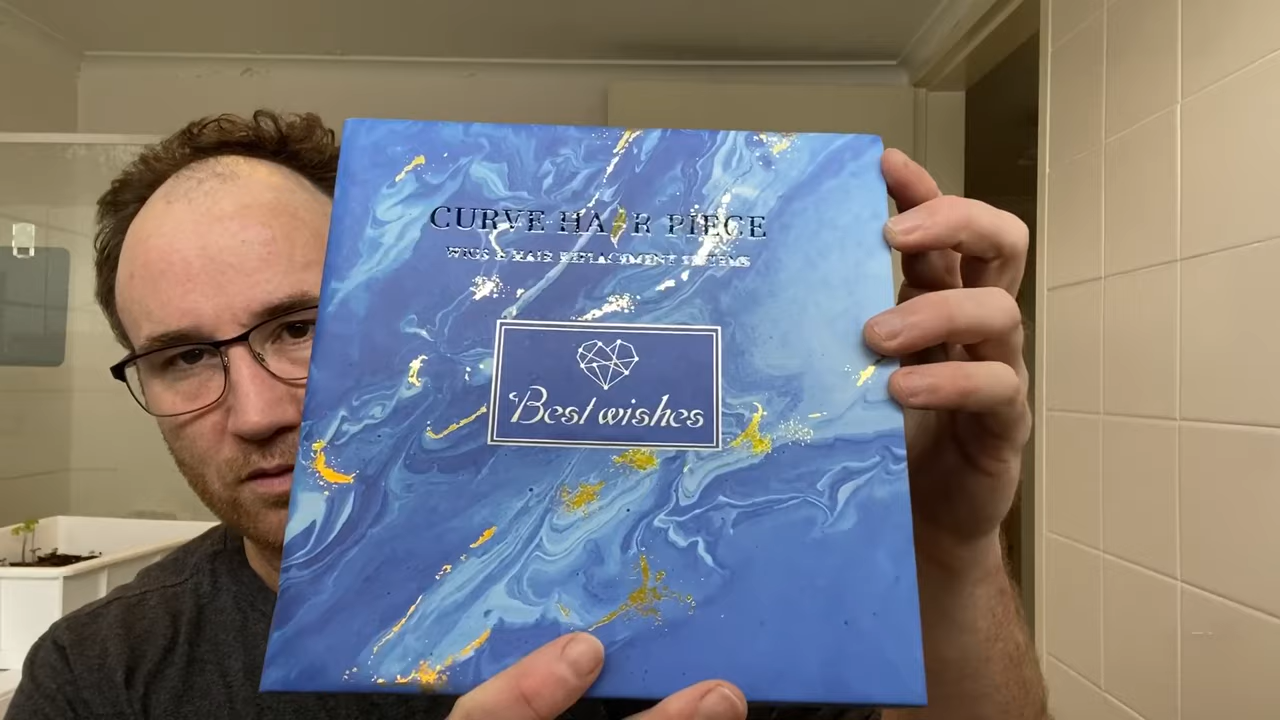 CURVE HAIR PIECE
WIGS & HAIR REPLACEMENT SYSTEMS
Best wishes